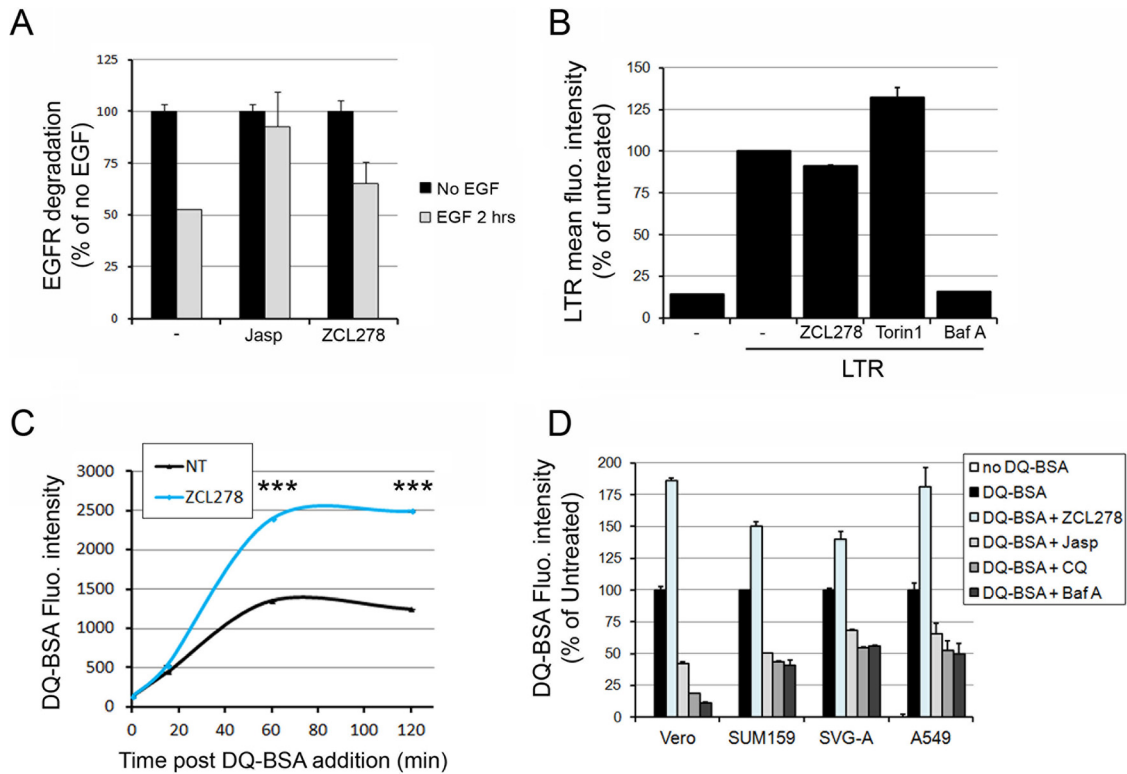 A
EGFR degradation
(% of no EGF)
125
100
75
50
25
0
-
Jasp
ZCL278
No EGF
EGF 2 hrs
B
LTR mean fluo. intensity
(% of untreated)
150
125
100
75
50
25
0
-
-
ZCL278
Torin1
Baf A
LTR
C
DQ-BSA Fluo. intensity
NT
ZCL278
3000
2500
2000
1500
1000
500
0
***
***
0
20
40
60
80
100
120
Time post DQ-BSA addition (min)
D
DQ-BSA Fluo. intensity
(% of Untreated)
200
175
150
125
100
75
50
25
0
Vero
SUM159
SVG-A
A549
no DQ-BSA
DQ-BSA
DQ-BSA + ZCL278
DQ-BSA + Jasp
DQ-BSA + CQ
DQ-BSA + Baf A